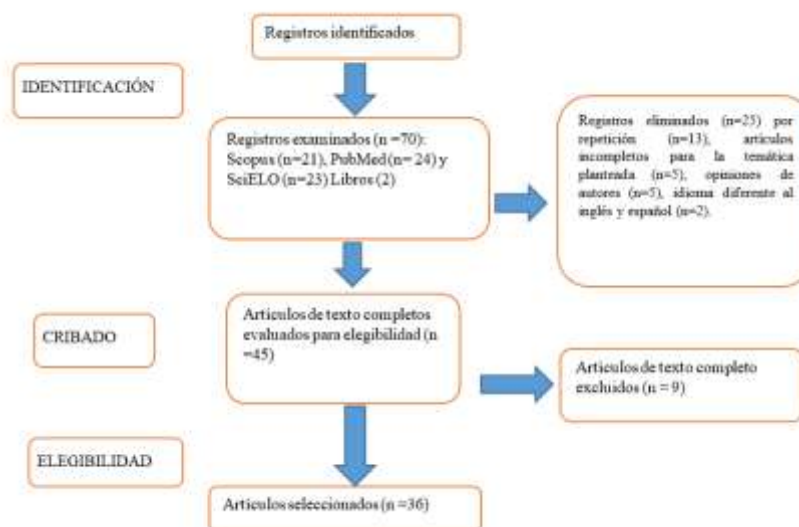 Registros identificados
IDENTIFICACIÓN
Registros examinados (n =70):
Scopus (n=21), PubMed (n= 24) y
SciELO (n=23) Libros (2)
Registros eliminados (n=25) por
repetición (n=13), artículos
incompletos para la temática
planteada (n=5), opiniones de
autores (n=5), idioma diferente al
inglés y español (n=2).
CRIBADO
Artículos de texto completos
evaluados para elegibilidad (n
=45)
Artículos de texto completo
excluidos (n = 9)
ELEGIBILIDAD
Artículos seleccionados (n =36)